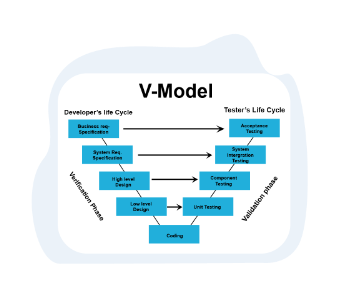 V-Model
Developer's life Cycle
Tester's Life Cycle
Business req-
Specification
Acceptance
Testing
System Req.
Specification
System
Intergration
Testing
High level
Design
Component
Testing
Low level
Design
Unit Testing
Coding
Verification Phase
Validation phase